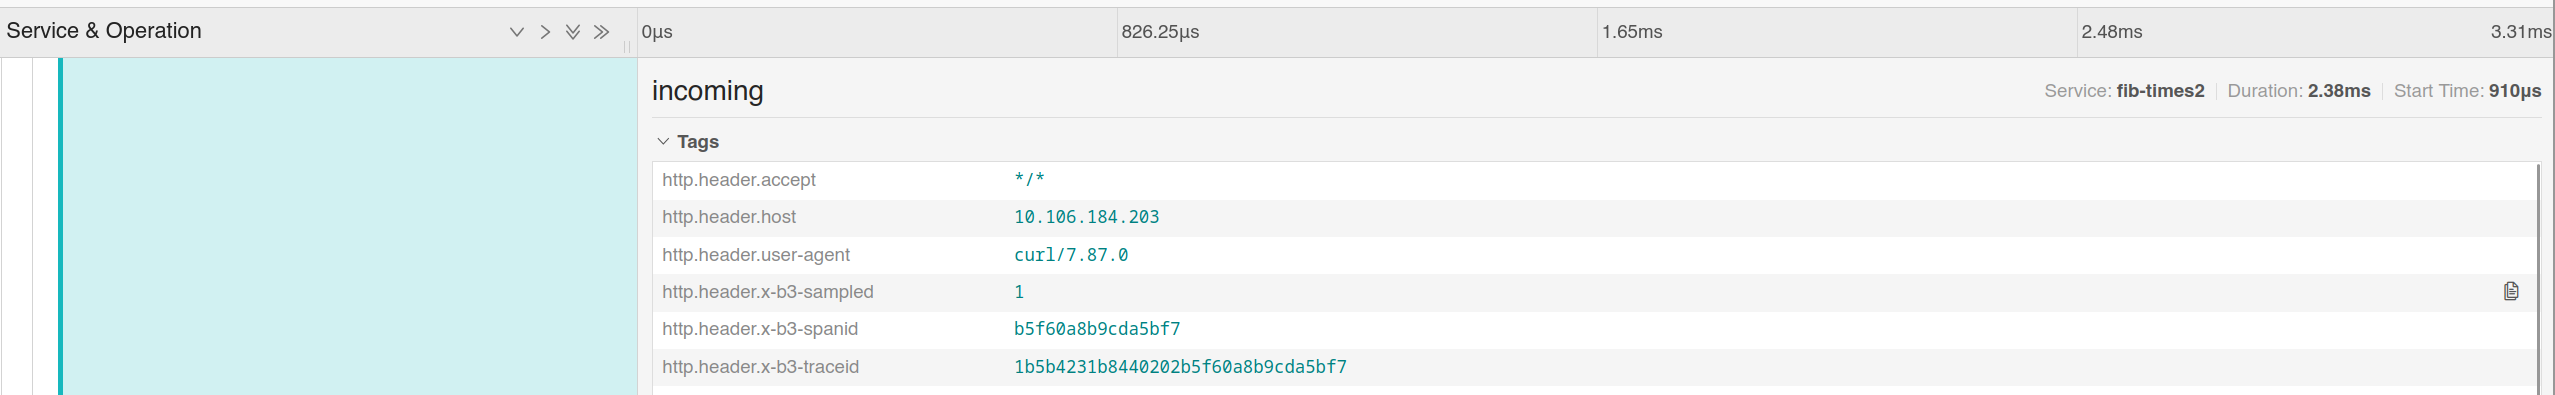 Service & Operation 0μs 826.25μs 1.65ms 2.48ms 3.31ms
incoming Service: fib-times2 Duration: 2.38ms Start Time: 910μs
Tags
http.header.accept */*
http.header.host 10.106.184.203
http.header.user-agent curl/7.87.0
http.header.x-b3-sampled 1
http.header.x-b3-spanid b5f60a8b9cda5bf7
http.header.x-b3-traceid 1b5b4231b8440202b5f60a8b9cda5bf7